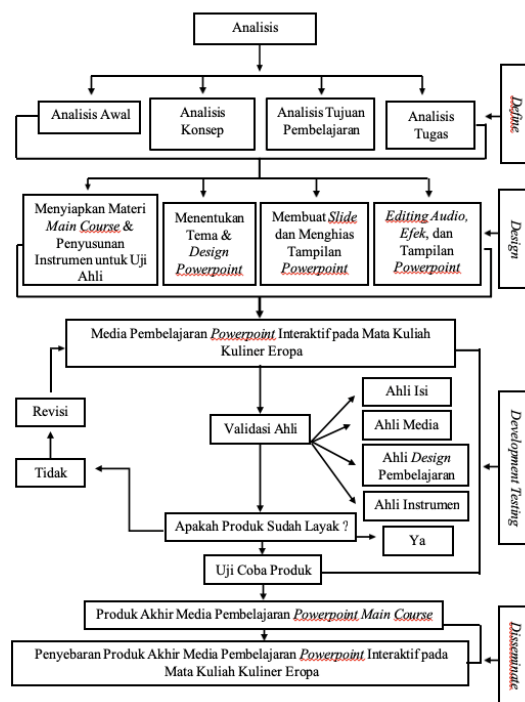 Analisis
Analisis Awal
Analisis
Konsep
Analisis Tujuan
Pembelajaran
Analisis
Tugas
Define
Menyiapkan Materi
Main Course &
Penyusunan
Instrumen untuk Uji
Ahli
Menentukan
Tema &
Design
Powerpoint
Membuat Slide
dan Menghias
Tampilan
Powerpoint
Editing Audio,
Efek, dan
Tampilan
Powerpoint
Design
Media Pembelajaran Powerpoint Interaktif pada Mata Kuliah
Kuliner Eropa
Revisi
Tidak
Validasi Ahli
Ahli Isi
Ahli Media
Ahli Design
Pembelajaran
Ahli Instrumen
Development Testing
Apakah Produk Sudah Layak ?
Ya
Uji Coba Produk
Produk Akhir Media Pembelajaran Powerpoint Main Course
Penyebaran Produk Akhir Media Pembelajaran Powerpoint Interaktif pada
Mata Kuliah Kuliner Eropa
Disseminate